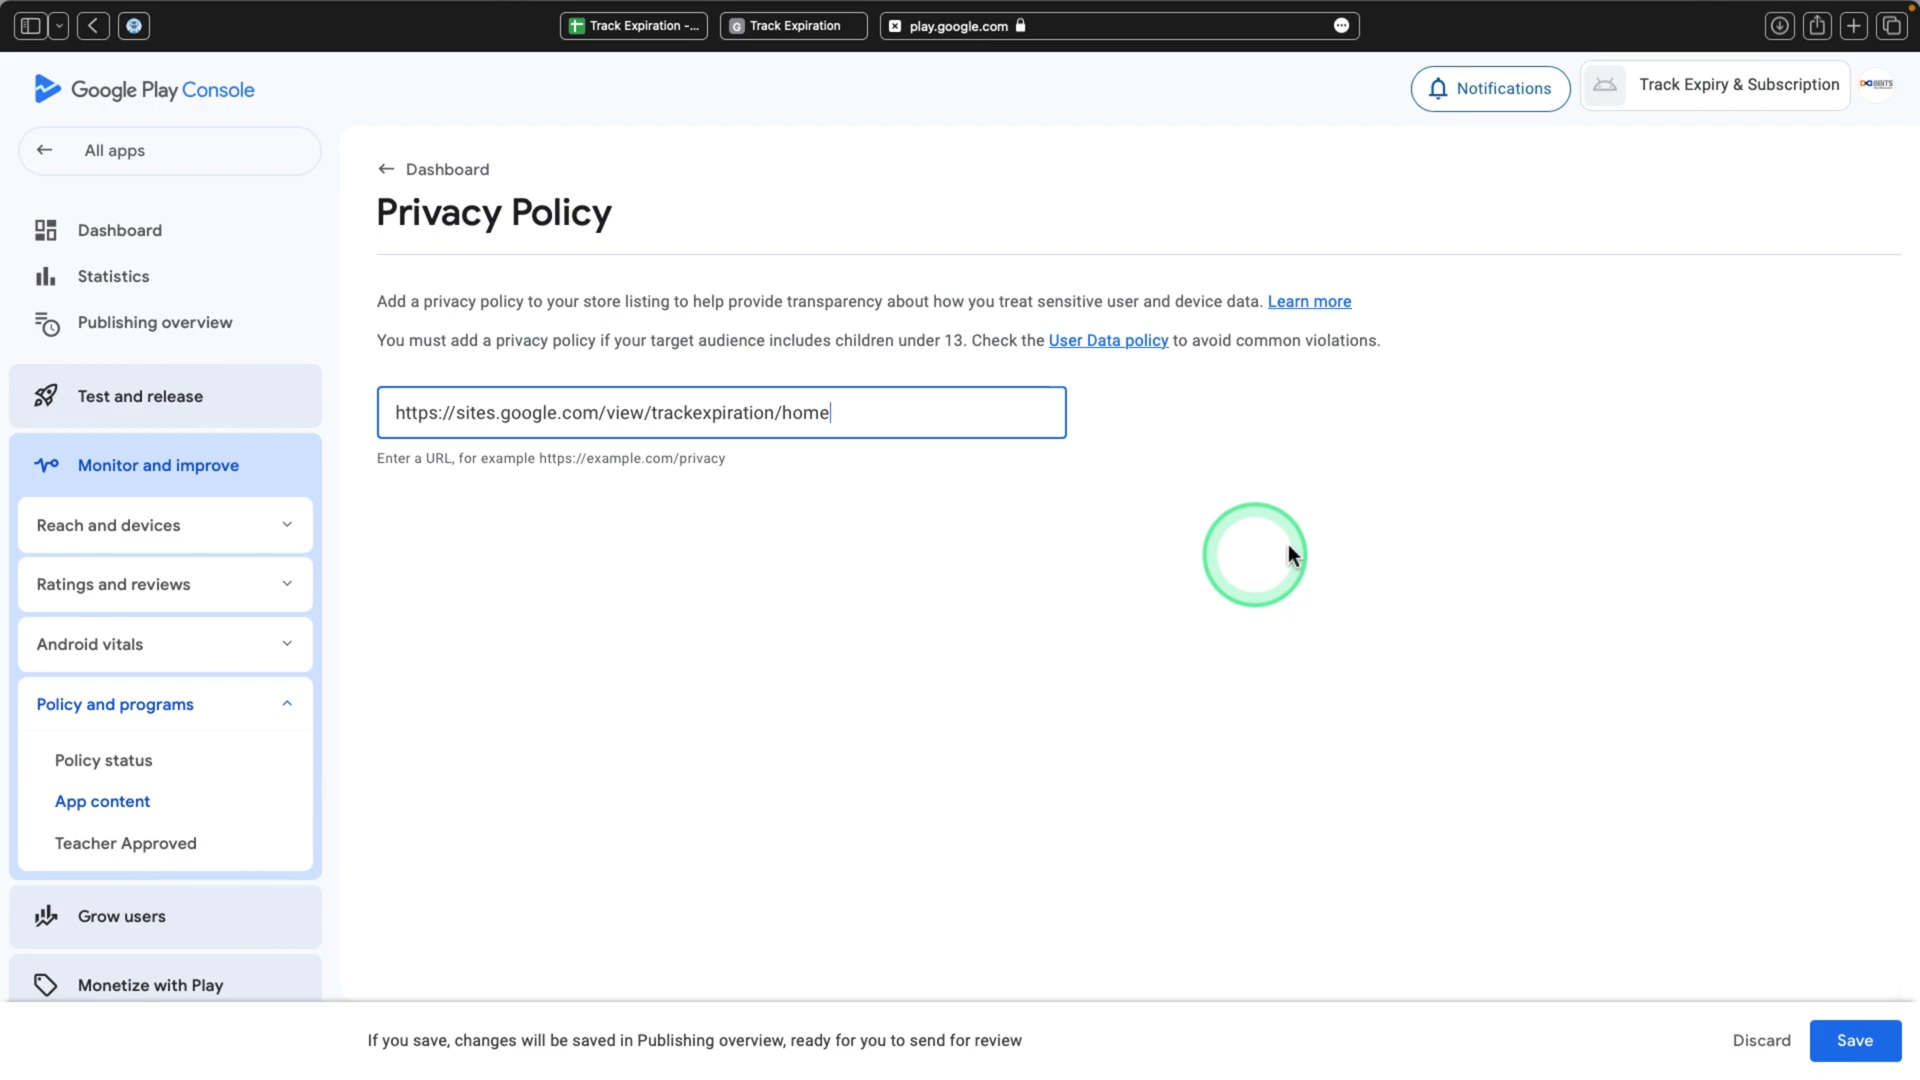 Track Expiration -...
Track Expiration
play.google.com
Google Play Console
Notifications
Track Expiry & Subscription
All apps
Dashboard
Statistics
Publishing overview
Test and release
Monitor and improve
Reach and devices
Ratings and reviews
Android vitals
Policy and programs
Policy status
App content
Teacher Approved
Grow users
Monetize with Play
Dashboard
Privacy Policy
Add a privacy policy to your store listing to help provide transparency about how you treat sensitive user and device data. Learn more
You must add a privacy policy if your target audience includes children under 13. Check the User Data policy to avoid common violations.
https://sites.google.com/view/trackexpiration/home
Enter a URL, for example https://example.com/privacy
If you save, changes will be saved in Publishing overview, ready for you to send for review
Discard
Save